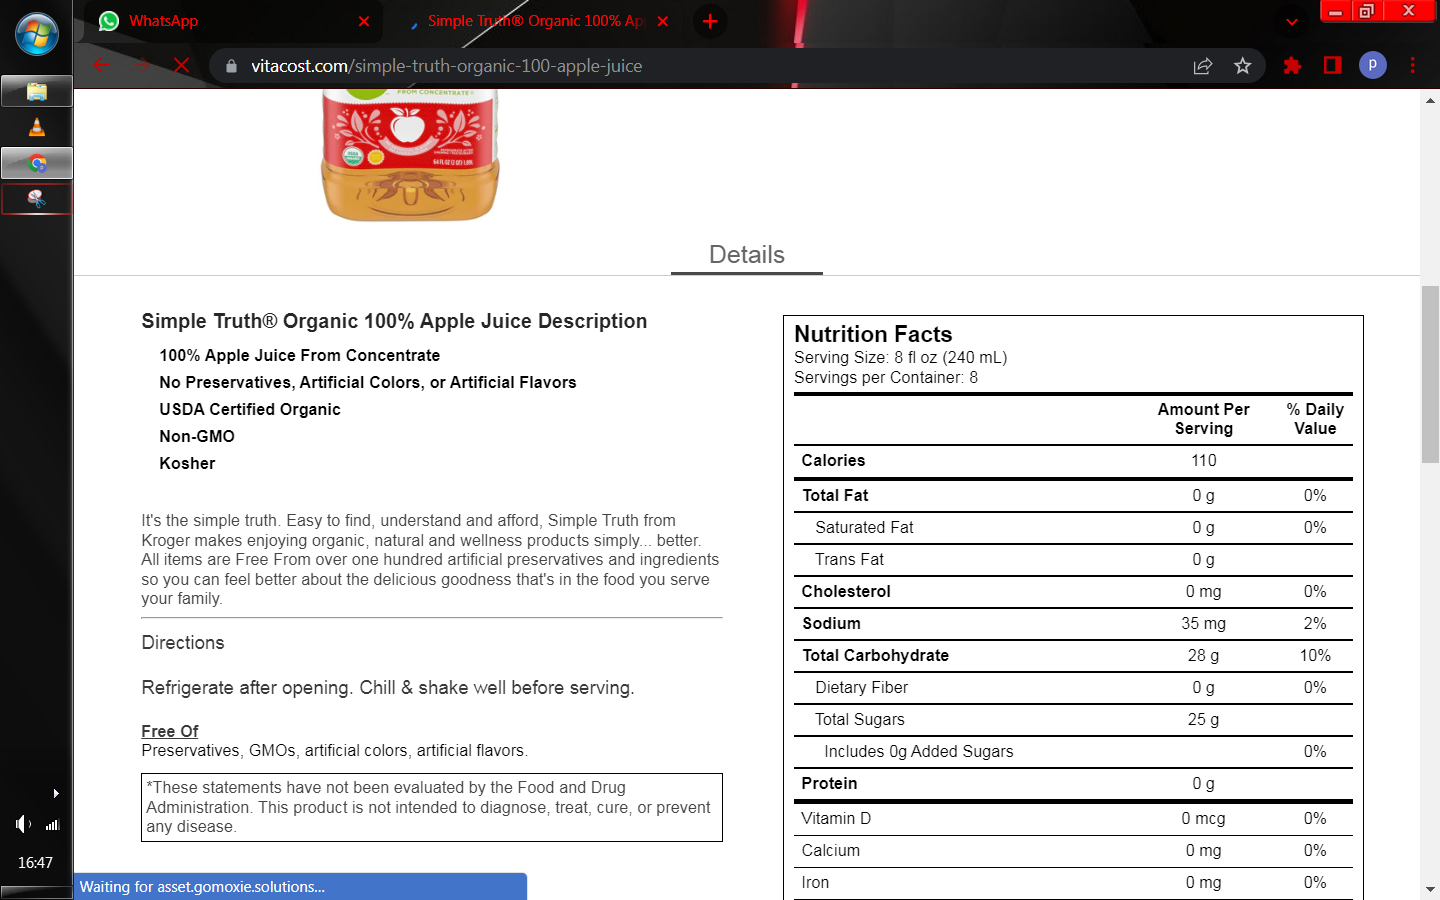 WhatsApp
Simple Truth® Organic 100% Ap
vitacost.com/simple-truth-organic-100-apple-juice
p
FROM CONCENTRATE
USDA
ORGANIC
64 FL OZ (2 QT) 1.89L
Details
Simple Truth® Organic 100% Apple Juice Description
100% Apple Juice From Concentrate
No Preservatives, Artificial Colors, or Artificial Flavors
USDA Certified Organic
Non-GMO
Kosher
It's the simple truth. Easy to find, understand and afford, Simple Truth from
Kroger makes enjoying organic, natural and wellness products simply... better.
All items are Free From over one hundred artificial preservatives and ingredients
so you can feel better about the delicious goodness that's in the food you serve
your family.
Directions
Refrigerate after opening. Chill & shake well before serving.
Free Of
Preservatives, GMOs, artificial colors, artificial flavors.
*These statements have not been evaluated by the Food and Drug
Administration. This product is not intended to diagnose, treat, cure, or prevent
any disease.
Nutrition Facts
Serving Size: 8 fl oz (240 mL)
Servings per Container: 8
Amount Per Serving % Daily Value
Calories 110
Total Fat 0 g 0%
Saturated Fat 0 g 0%
Trans Fat 0 g
Cholesterol 0 mg 0%
Sodium 35 mg 2%
Total Carbohydrate 28 g 10%
Dietary Fiber 0 g 0%
Total Sugars 25 g
Includes 0g Added Sugars 0%
Protein 0 g
Vitamin D 0 mcg 0%
Calcium 0 mg 0%
Iron 0 mg 0%
16:47
Waiting for asset.gomoxie.solutions...